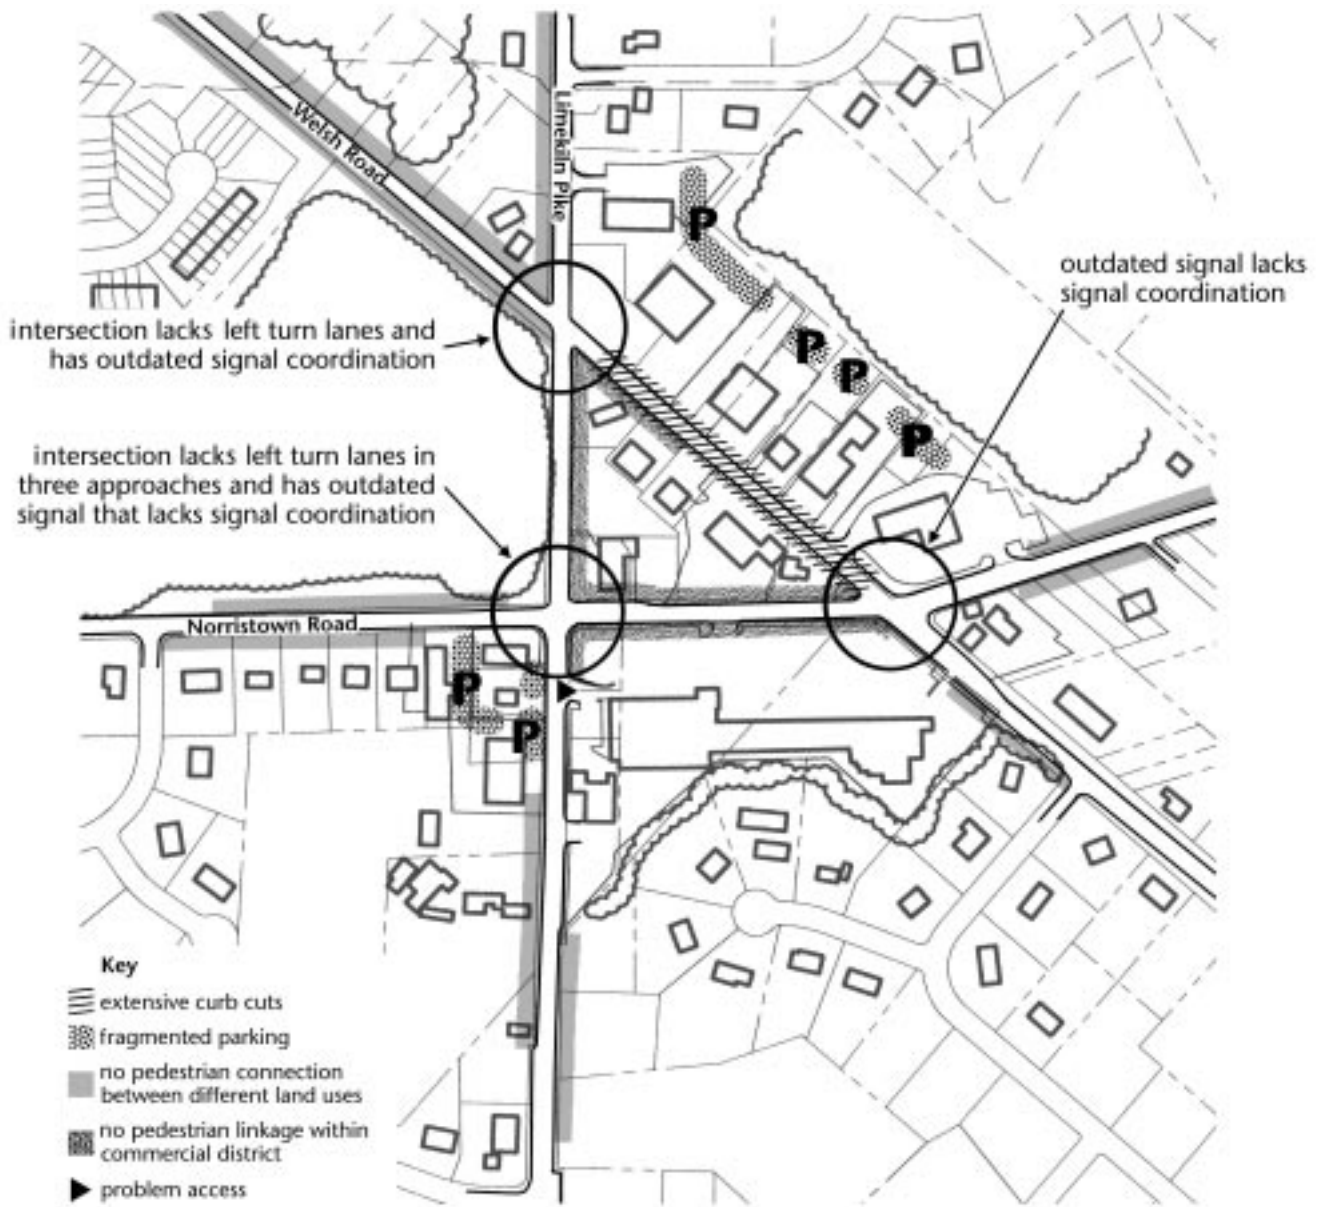 Welsh Road
Limekiln Pike
P
outdated signal lacks
signal coordination
intersection lacks left turn lanes and
has outdated signal coordination
P
P
P
intersection lacks left turn lanes in
three approaches and has outdated
signal that lacks signal coordination
Norristown Road
P
P
Key
extensive curb cuts
fragmented parking
no pedestrian connection
between different land uses
no pedestrian linkage within
commercial district
problem access